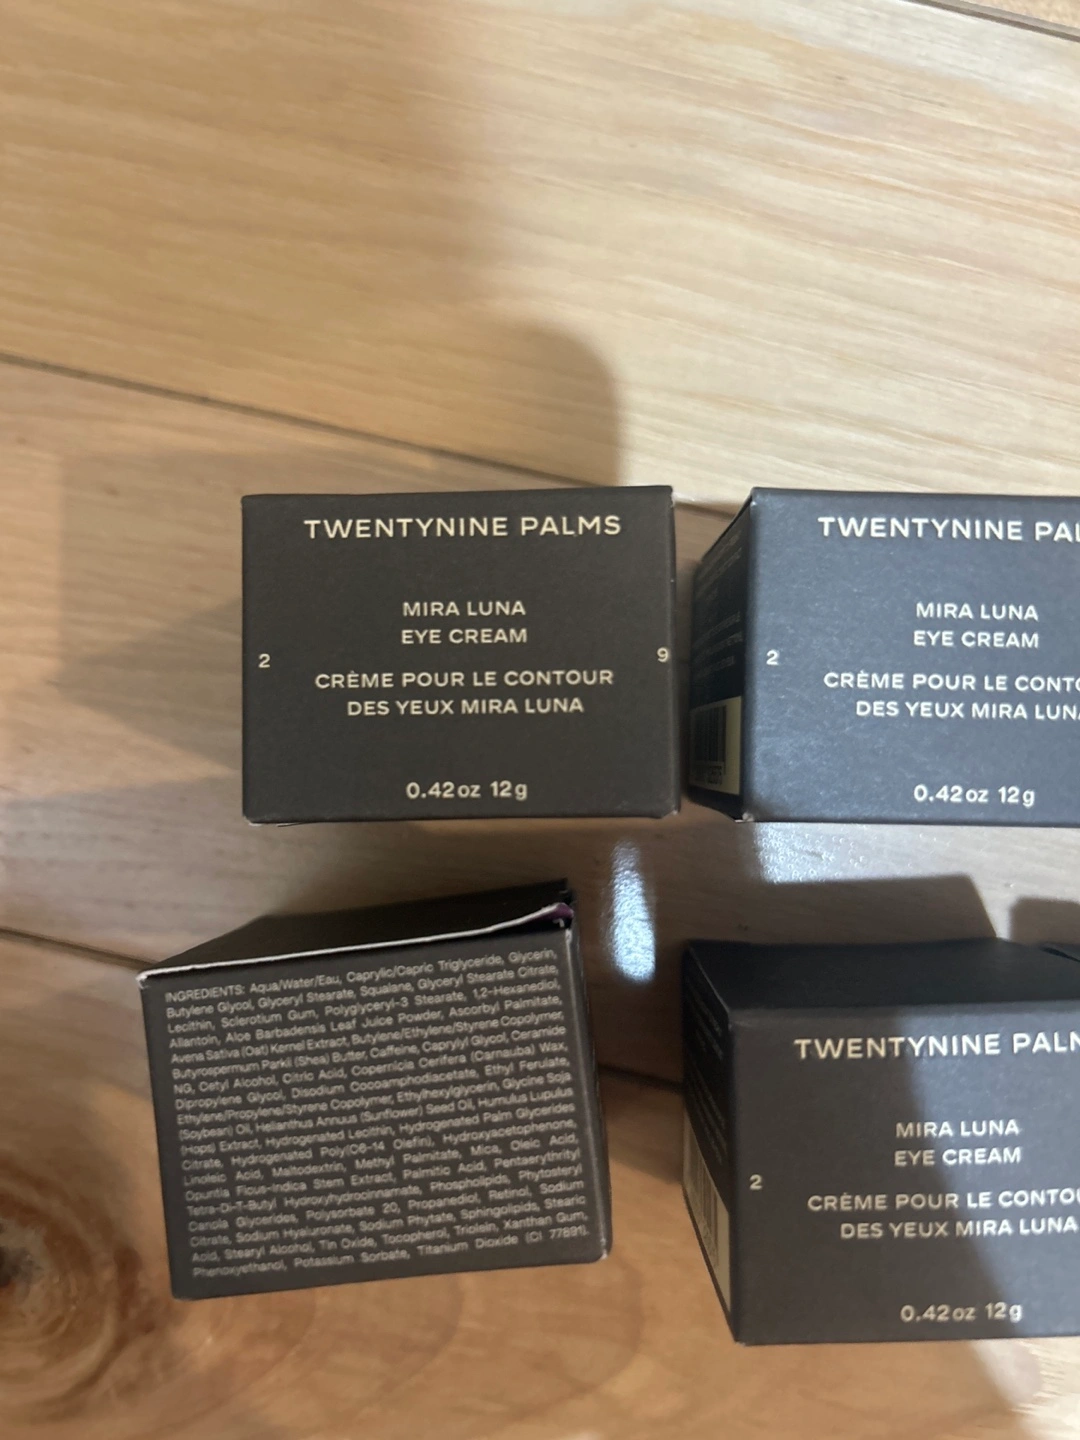 TWENTYNINE PALMS
MIRA LUNA
EYE CREAM
2
9
CRÈME POUR LE CONTOUR
DES YEUX MIRA LUNA
0.42oz 12g
TWENTYNINE PAL
MIRA LUNA
EYE CREAM
2
CRÈME POUR LE CONTO
DES YEUX MIRA LUNA
0.42oz 12g
INGREDIENTS: Aqua/Water/Eau, Caprylic/Capric Triglyceride, Glycerin,
Butylene Glycol, Glyceryl Stearate, Squalane, Glyceryl Stearate Citrate,
Lecithin, Sclerotium Gum, Polyglyceryl-3 Stearate, 1,2-Hexanediol,
Allantoin, Aloe Barbadensis Leaf Juice Powder, Ascorbyl Palmitate,
Avena Sativa (Oat) Kernel Extract, Butylene/Ethylene/Styrene Copolymer,
Butyrospermum Parkii (Shea) Butter, Caffeine, Caprylyl Glycol, Ceramide
NG, Cetyl Alcohol, Citric Acid, Copernicia Cerifera (Carnauba) Wax,
Dipropylene Glycol, Disodium Cocoamphodiacetate, Ethyl Ferulate,
Ethylene/Propylene/Styrene Copolymer, Ethylhexylglycerin, Glycine Soja
(Soybean) Oil, Helianthus Annuus (Sunflower) Seed Oil, Humulus Lupulus
(Hops) Extract, Hydrogenated Lecithin, Hydrogenated Palm Glycerides
Citrate, Hydrogenated Poly(C6-14 Olefin), Hydroxyacetophenone,
Linoleic Acid, Maltodextrin, Methyl Palmitate, Mica, Oleic Acid,
Opuntia Ficus-Indica Stem Extract, Palmitic Acid, Pentaerythrityl
Tetra-Di-T-Butyl Hydroxyhydrocinnamate, Phospholipids, Phytosteryl
Canola Glycerides, Polysorbate 20, Propanediol, Retinol, Sodium
Citrate, Sodium Hyaluronate, Sodium Phytate, Sphingolipids, Stearic
Acid, Stearyl Alcohol, Tin Oxide, Tocopherol, Triolein, Xanthan Gum,
Phenoxyethanol, Potassium Sorbate, Titanium Dioxide (CI 77891).
TWENTYNINE PALM
MIRA LUNA
EYE CREAM
2
CRÈME POUR LE CONTOU
DES YEUX MIRA LUNA
0.42oz 12g